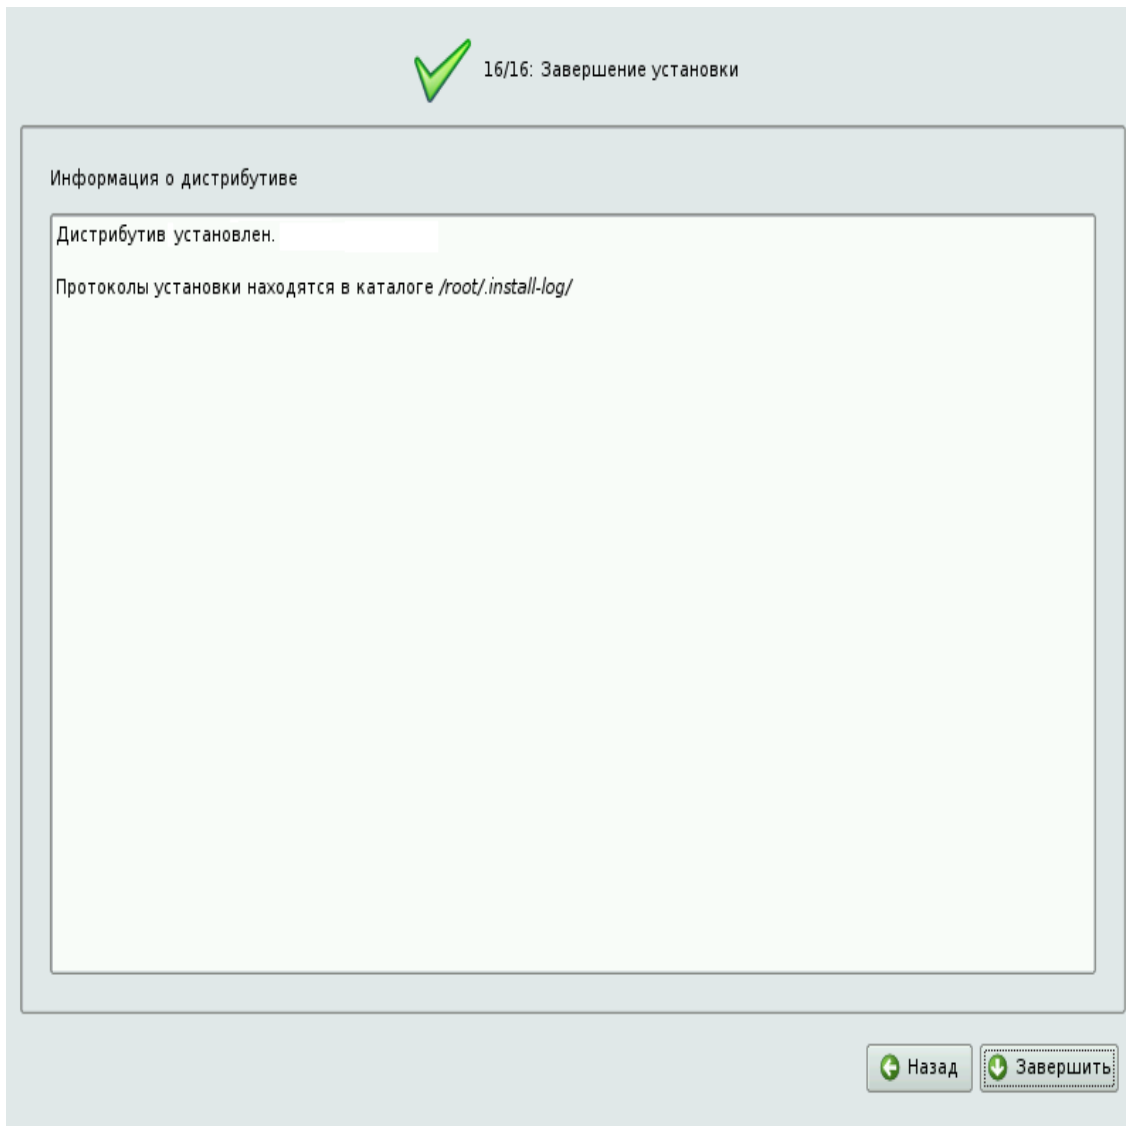 16/16: Завершение установки
Информация о дистрибутиве
Дистрибутив установлен.
Протоколы установки находятся в каталоге /root/.install-log/
Назад
Завершить